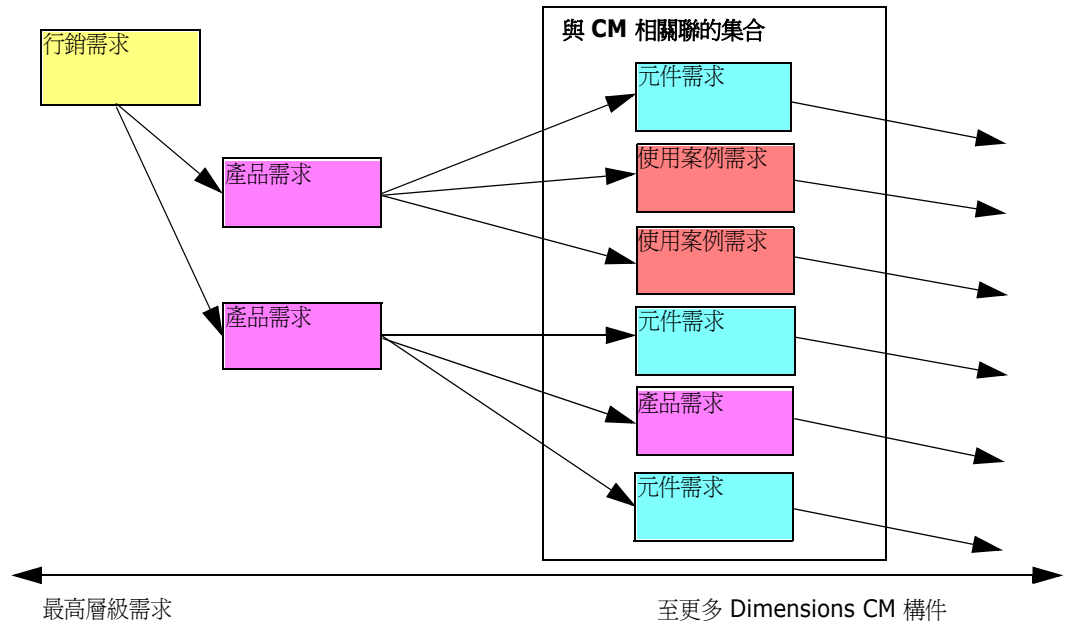 與 CM 相關聯的集合
行銷需求
元件需求
使用案例需求
產品需求
使用案例需求
產品需求
元件需求
產品需求
元件需求
最高層級需求
至更多 Dimensions CM 構件